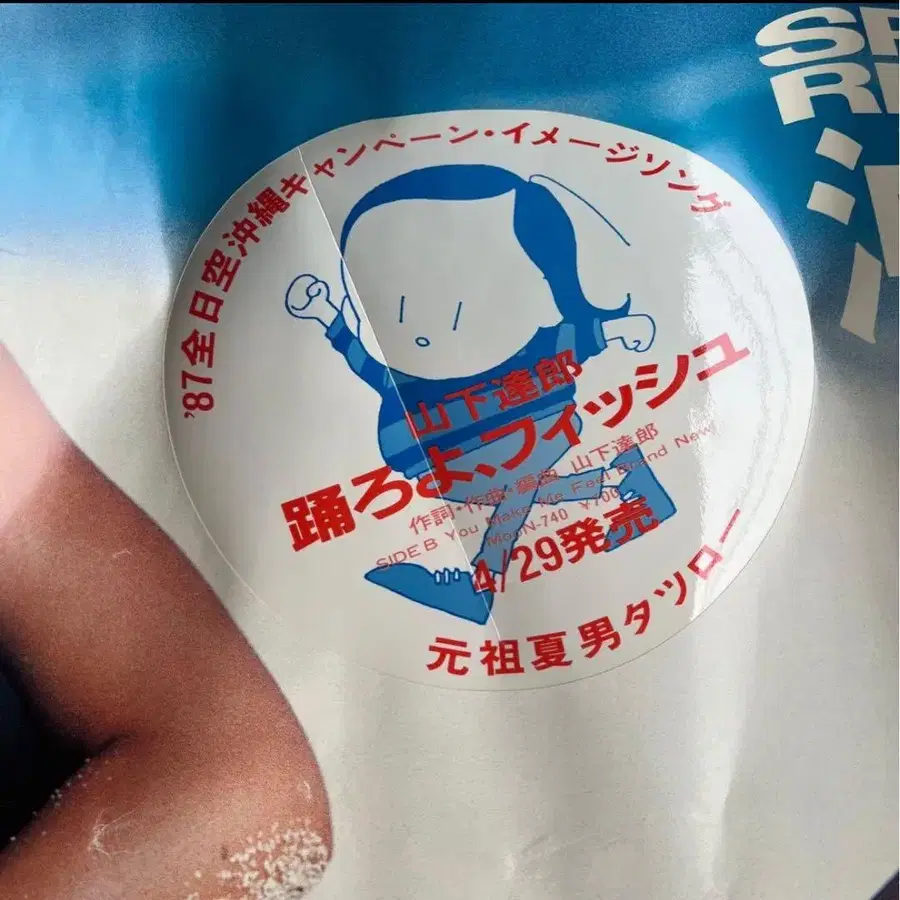 '87全日空沖縄キャンペーン・イメージソング
山下達郎
踊ろよ、フィッシュ
作詞・作曲・編曲 山下達郎
SIDE B You Make Me Feel Brand New
MooN-740 ¥700
4/29発売
元祖夏男タツロー